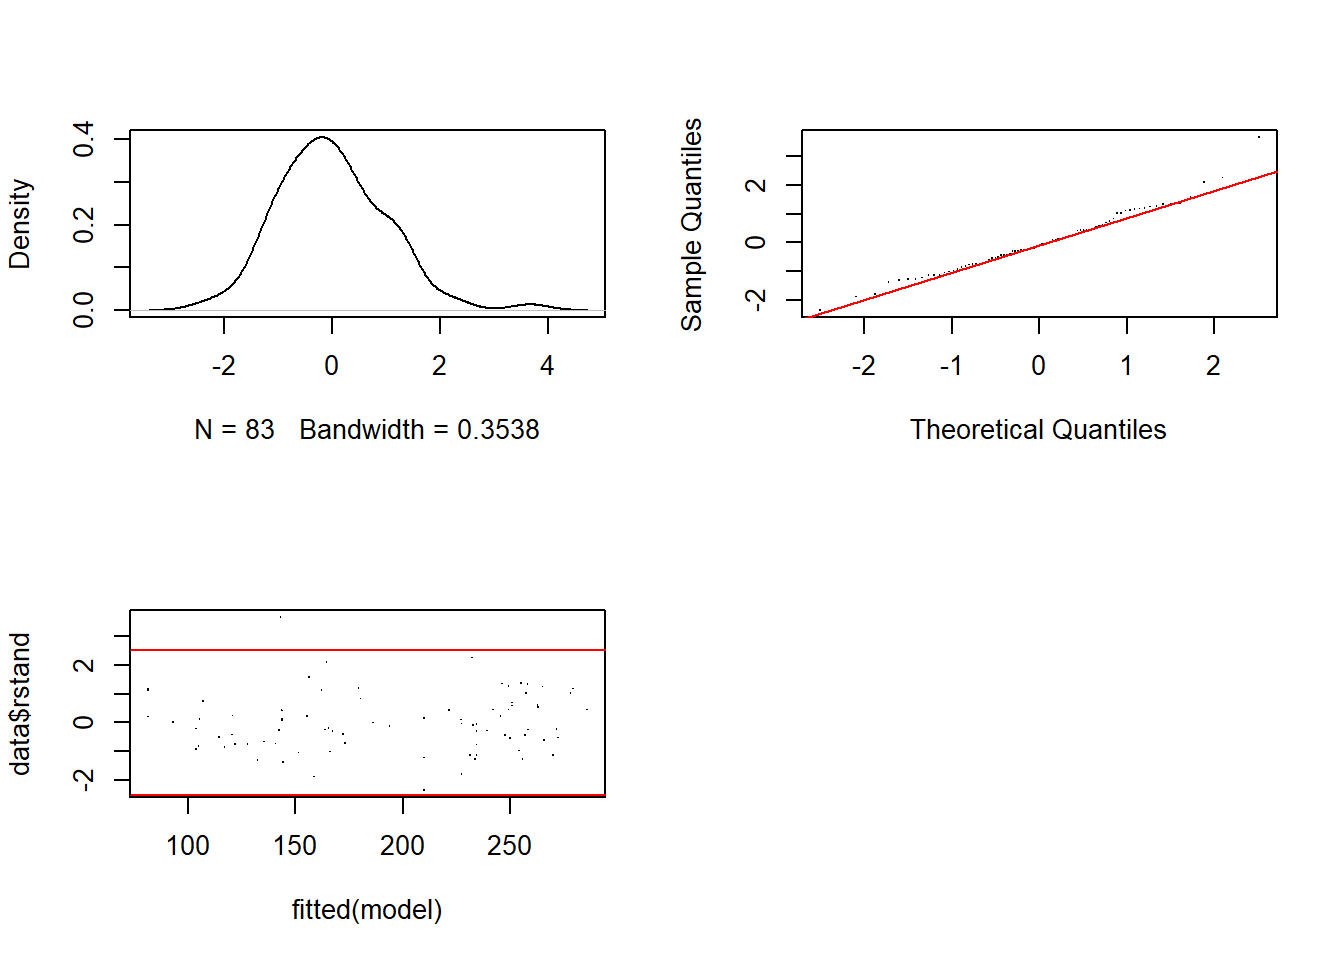 Density
0.0 0.2 0.4
-2 0 2 4
N = 83 Bandwidth = 0.3538
Sample Quantiles
-2 0 2
-2 -1 0 1 2
Theoretical Quantiles
data$rstand
-2 0 2
100 150 200 250
fitted(model)